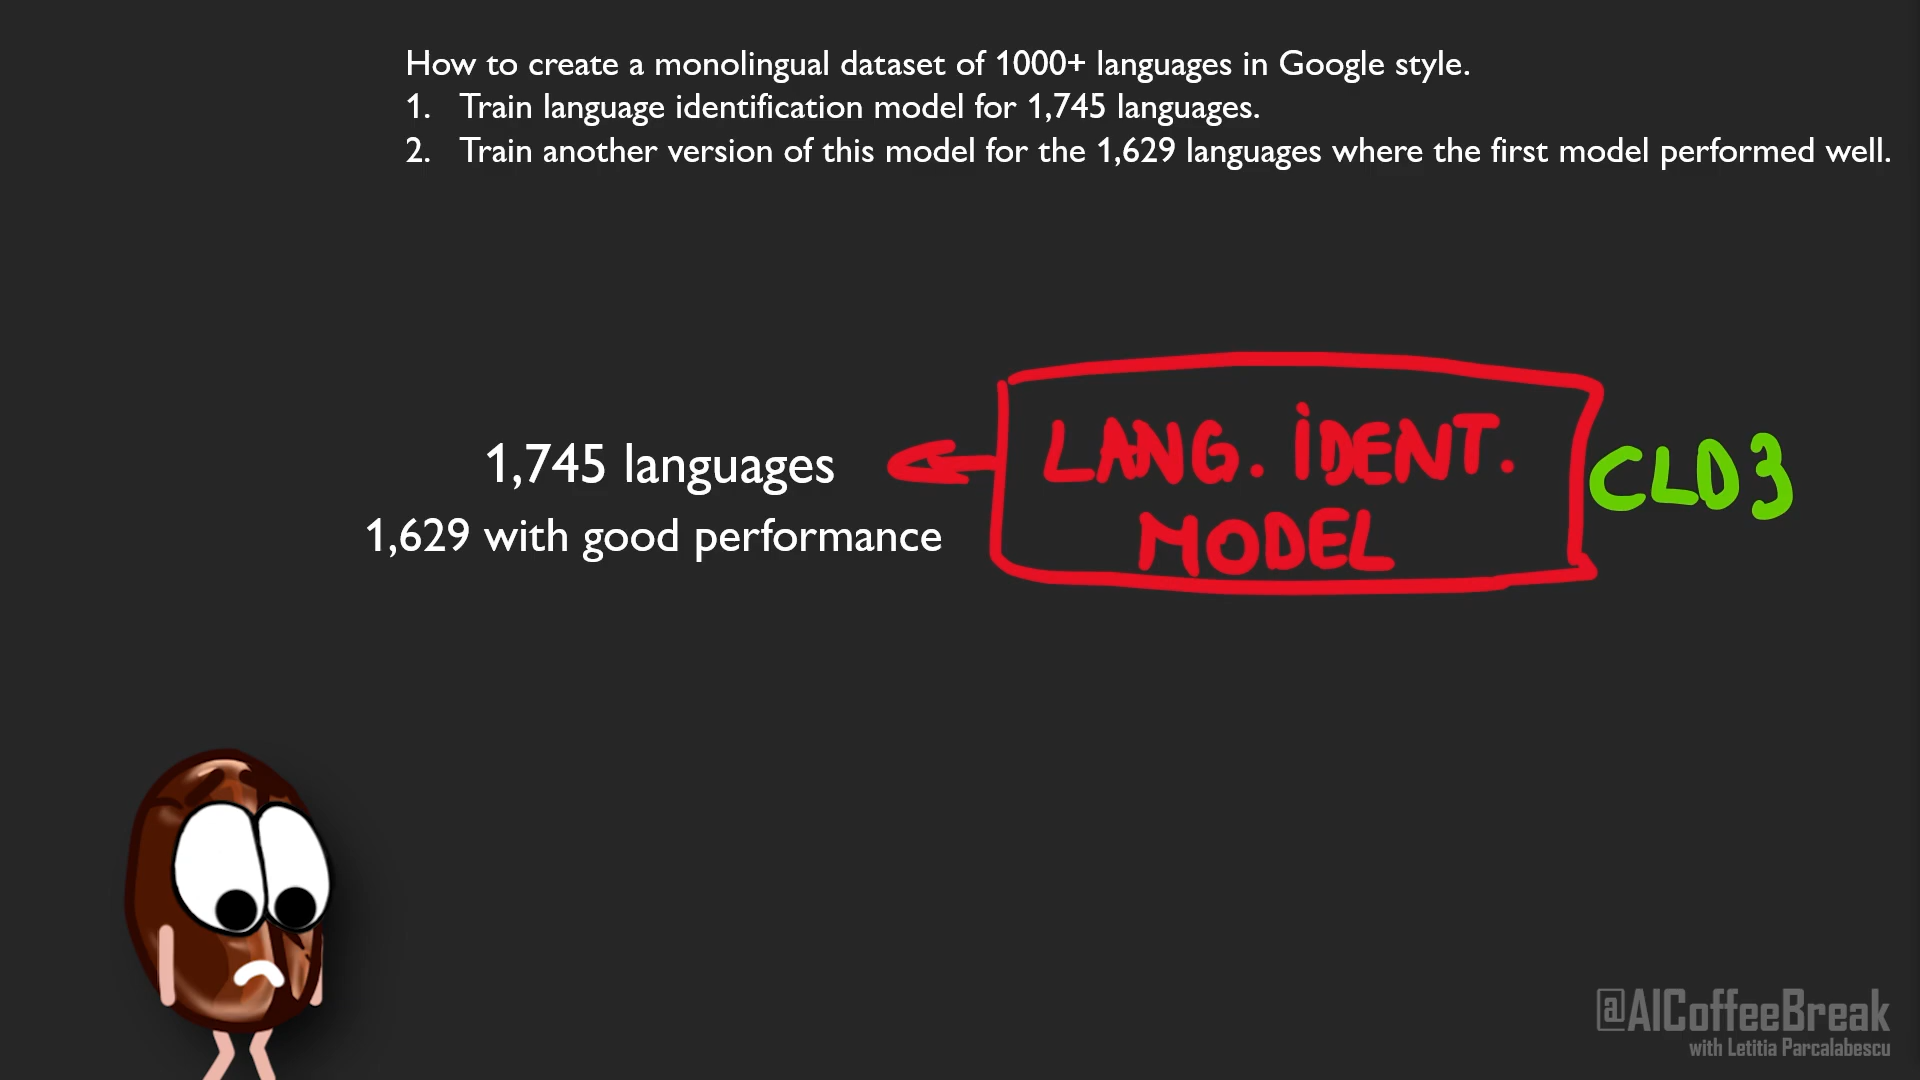 How to create a monolingual dataset of 1000+ languages in Google style.
1. Train language identification model for 1,745 languages.
2. Train another version of this model for the 1,629 languages where the first model performed well.
1,745 languages
1,629 with good performance
LANG. IDENT.
MODEL
CLD3
@AICoffeeBreak
with Letitia Parcalabescu